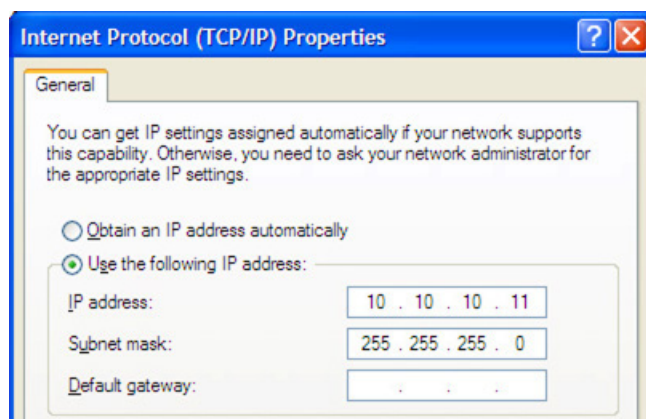 Internet Protocol (TCP/IP) Properties
General
You can get IP settings assigned automatically if your network supports
this capability. Otherwise, you need to ask your network administrator for
the appropriate IP settings.
Obtain an IP address automatically
Use the following IP address:
IP address: 10 . 10 . 10 . 11
Subnet mask: 255 . 255 . 255 . 0
Default gateway: . . .